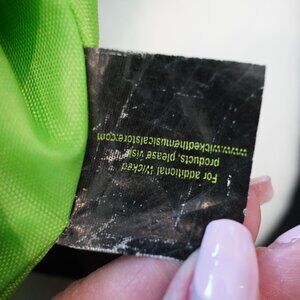 For additional Wicked
products, please visit:
www.wickedthemusicalstore.com